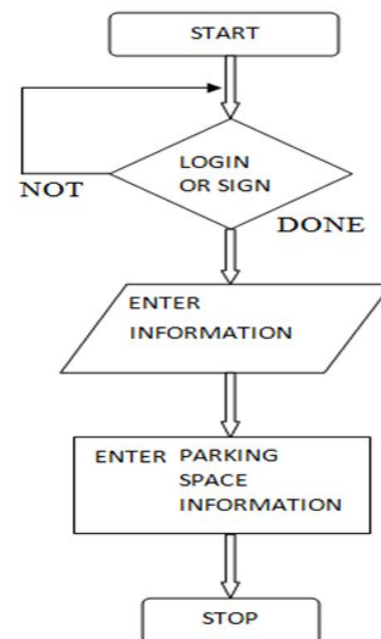 START
LOGIN
OR SIGN
NOT
DONE
ENTER
INFORMATION
ENTER PARKING
SPACE
INFORMATION
STOP